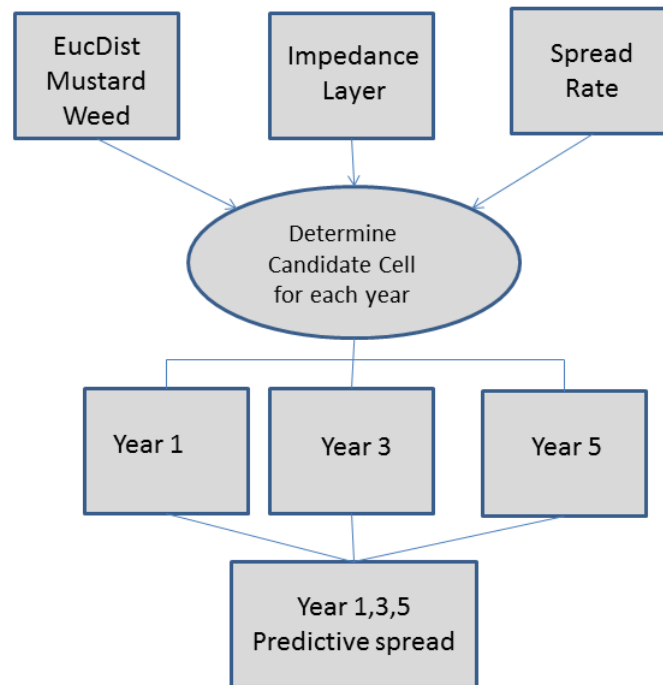 EucDist
Mustard
Weed
Impedance
Layer
Spread
Rate
Determine
Candidate Cell
for each year
Year 1
Year 3
Year 5
Year 1,3,5
Predictive spread